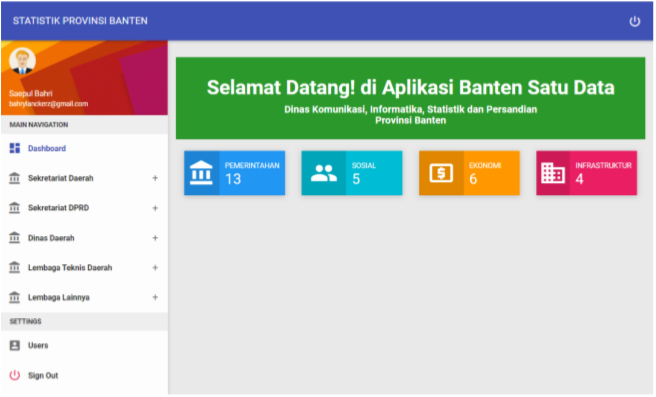 STATISTIK PROVINSI BANTEN
Saepul Bahri
bahrylanckerz@gmail.com
MAIN NAVIGATION
Dashboard
Sekretariat Daerah +
Sekretariat DPRD +
Dinas Daerah +
Lembaga Teknis Daerah +
Lembaga Lainnya +
SETTINGS
Users
Sign Out
Selamat Datang! di Aplikasi Banten Satu Data
Dinas Komunikasi, Informatika, Statistik dan Persandian
Provinsi Banten
PEMERINTAHAN
13
SOSIAL
5
EKONOMI
6
INFRASTRUKTUR
4